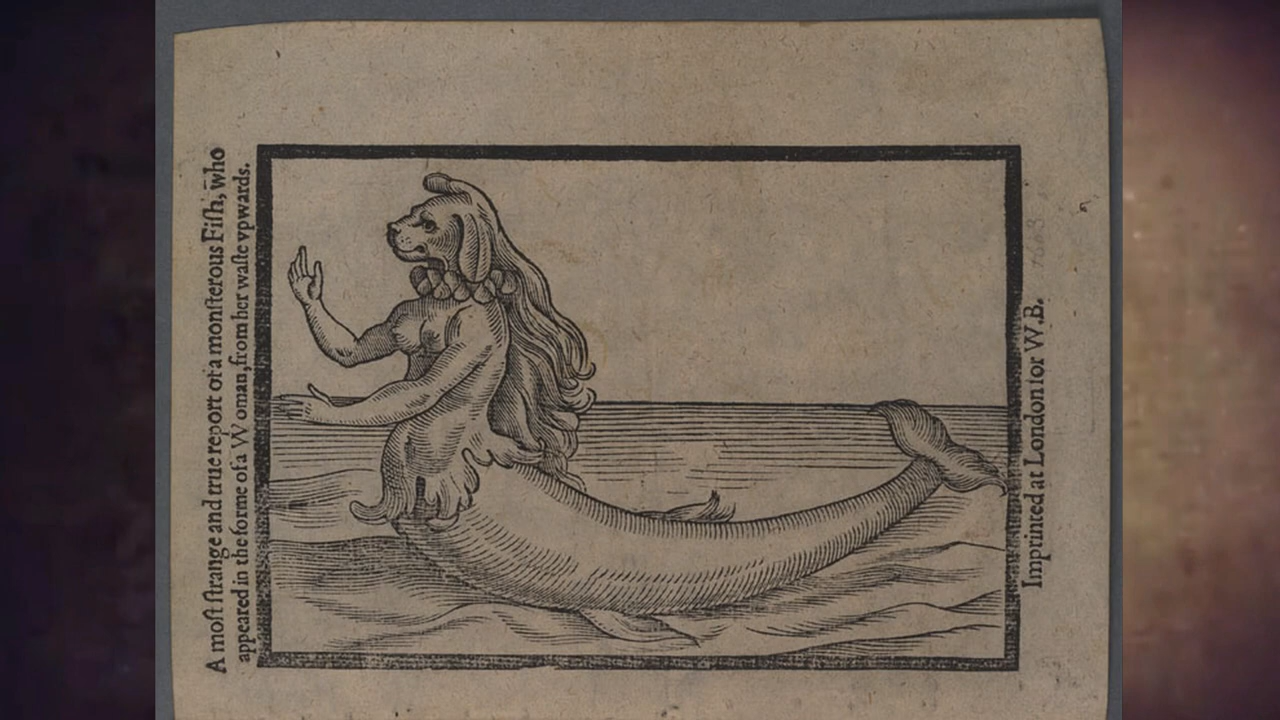 A moſt ſtrange and true report of a monſterous Fiſh, who
appeared in the forme of a Woman, from her waſte vpwards.
Imprinted at London for W.B.